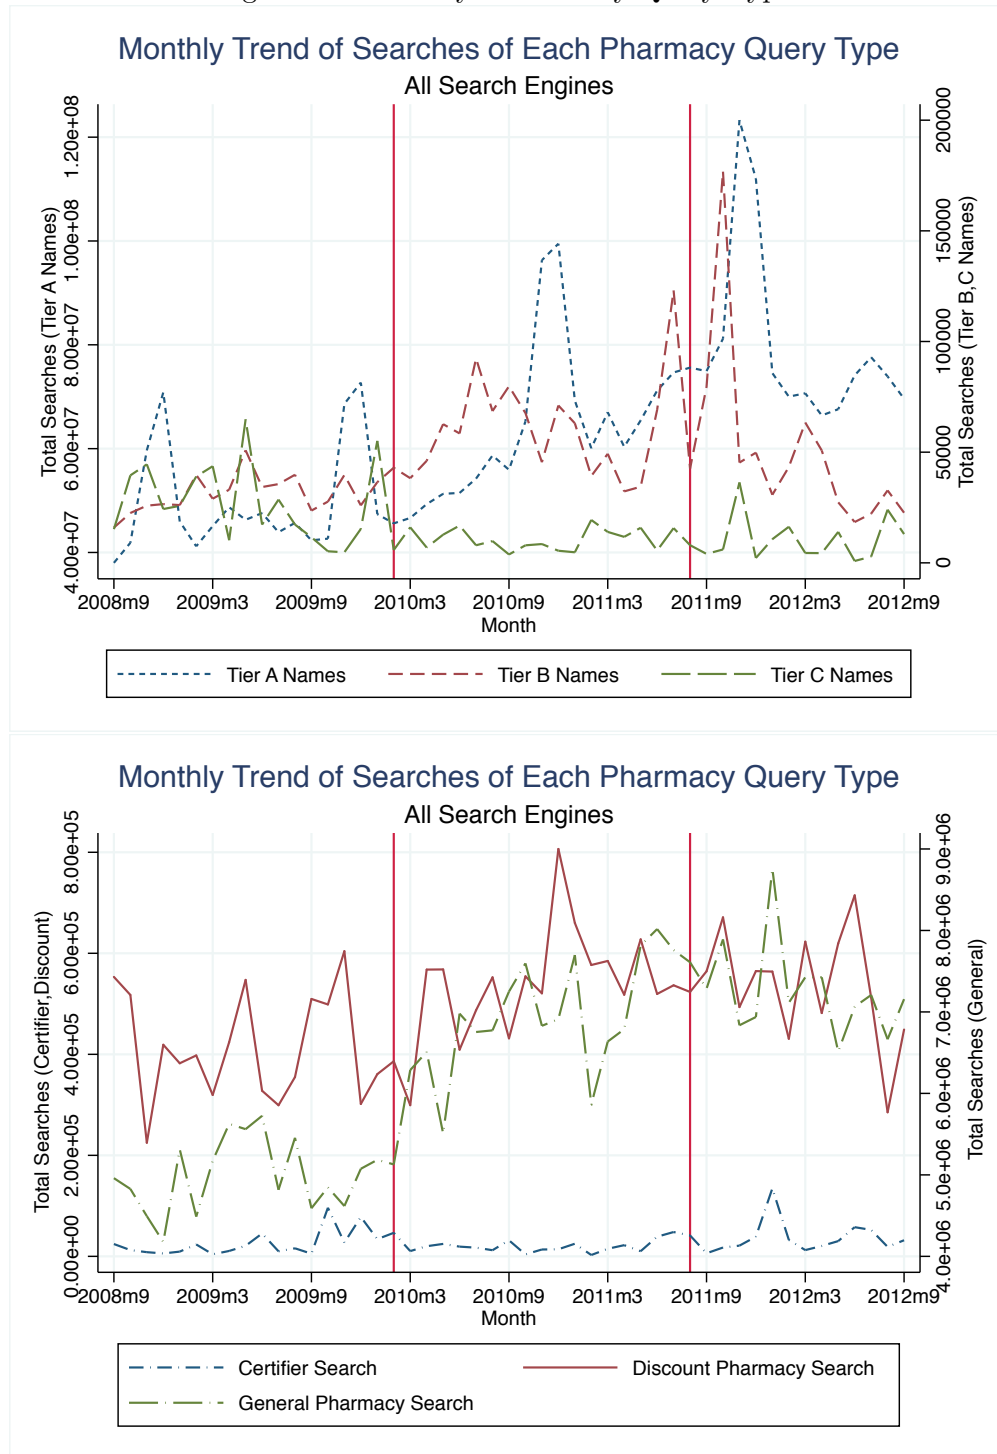 Monthly Trend of Searches of Each Pharmacy Query Type
All Search Engines
Total Searches (Tier A Names)
4.00e+07 6.00e+07 8.00e+07 1.00e+08 1.20e+08
Total Searches (Tier B,C Names)
0 50000 100000 150000 200000
2008m9 2009m3 2009m9 2010m3 2010m9 2011m3 2011m9 2012m3 2012m9
Month
Tier A Names Tier B Names Tier C Names
Monthly Trend of Searches of Each Pharmacy Query Type
All Search Engines
Total Searches (Certifier,Discount)
0.00e+00 2.00e+05 4.00e+05 6.00e+05 8.00e+05
Total Searches (General)
4.0e+06 5.0e+06 6.0e+06 7.0e+06 8.0e+06 9.0e+06
2008m9 2009m3 2009m9 2010m3 2010m9 2011m3 2011m9 2012m3 2012m9
Month
Certifier Search Discount Pharmacy Search
General Pharmacy Search